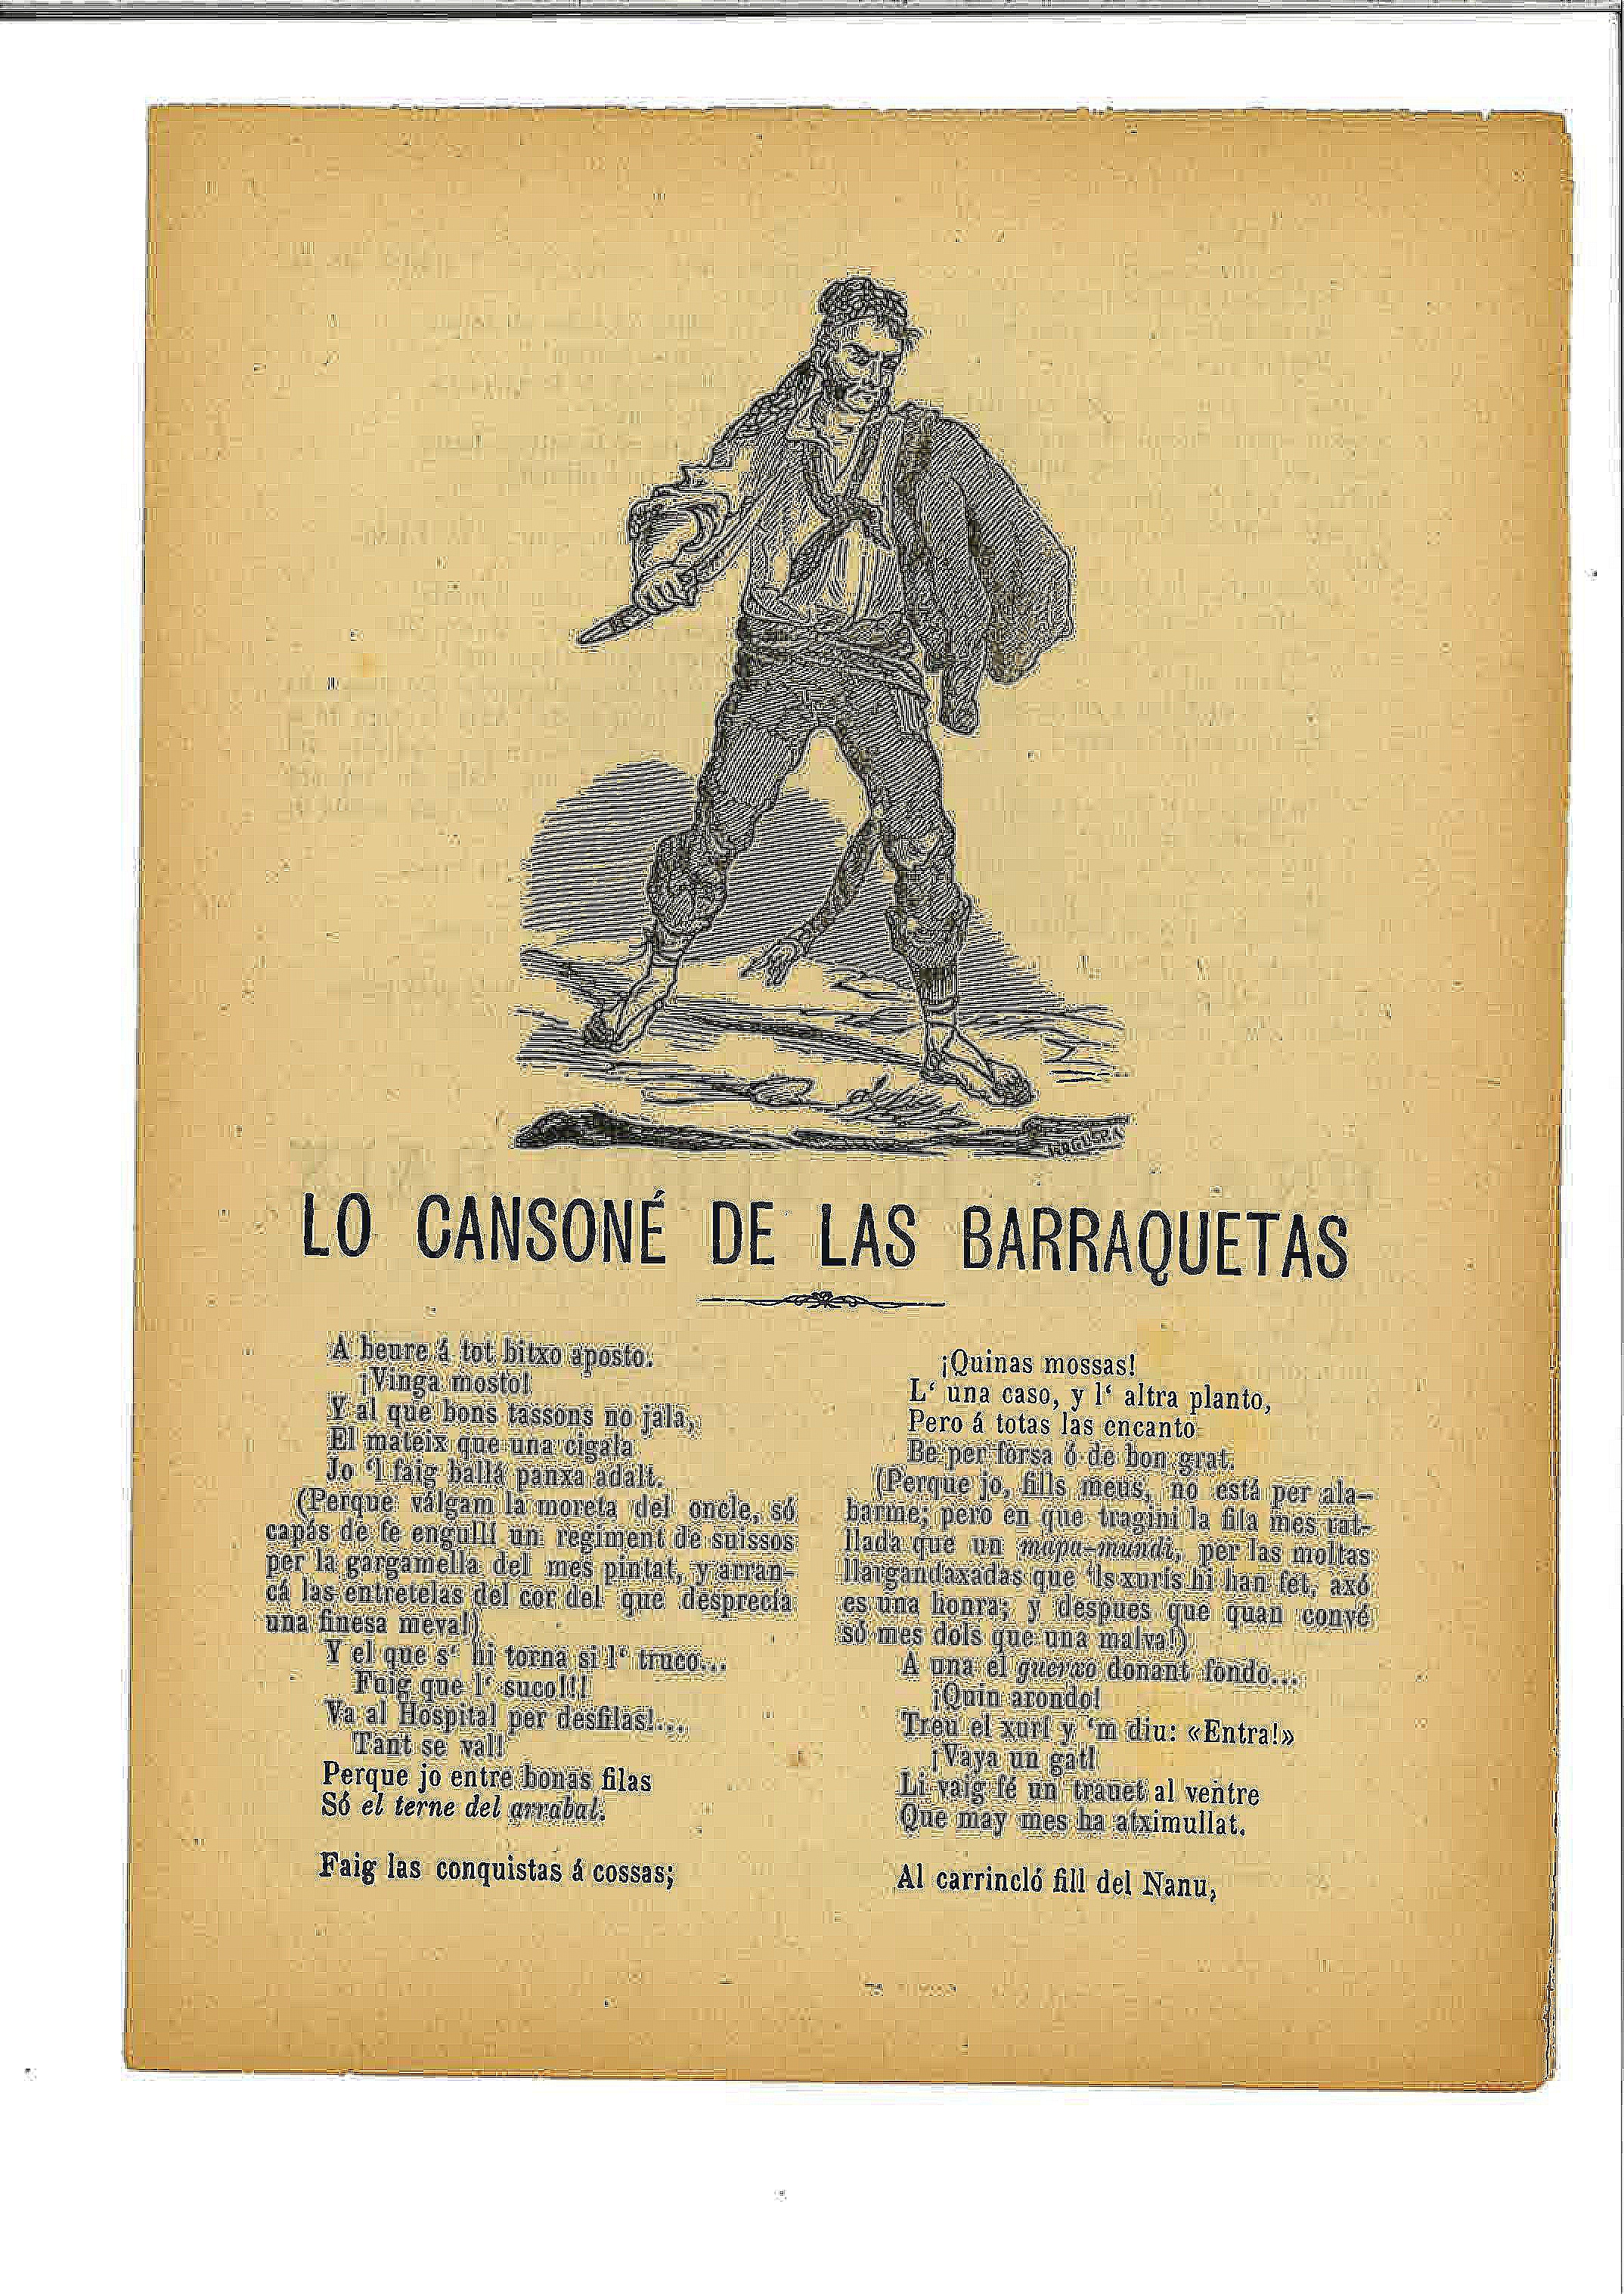 NOGUERA
LO CANSONÉ DE LAS BARRAQUETAS
A beure á tot bitxo aposto.
¡Vinga mosto!
Y al que bons tassons no jala,
El mateix que una cigala
Jo ‘l faig ballá panxa adalt.
(Perque válgam la moreta del oncle, só
capás de fe engullí un regiment de suissos
per la gargamella del mes pintat, y arran-
cá las entretelas del cor del que desprecía
una finesa meva!)
Y el que s‘ hi torna si l‘ truco...
Fuig que l‘ suco!!!
Va al Hospital per desfilas!...
Tant se val!
Perque jo entre bonas filas
Só el terne del arrabal.
Faig las conquistas á cossas;
¡Quinas mossas!
L‘ una caso, y l‘ altra planto,
Pero á totas las encanto
Be per forsa ó de bon grat.
(Perque jo, fills meus, no está per ala-
barme; pero en que tragini la fila mes rat-
llada que un mapa-mundi, per las moltas
llargandaxadas que ‘ls xurís hi han fet, axó
es una honra; y despues que quan convé
só mes dols que una malva!)
A una el guerxo donant fondo...
¡Quin arondo!
Treu el xurí y ‘m diu: «Entra!»
¡Vaya un gat!
Li vaig fé un trauet al ventre
Que may mes ha atximullat.
Al carrincló fill del Nanu,